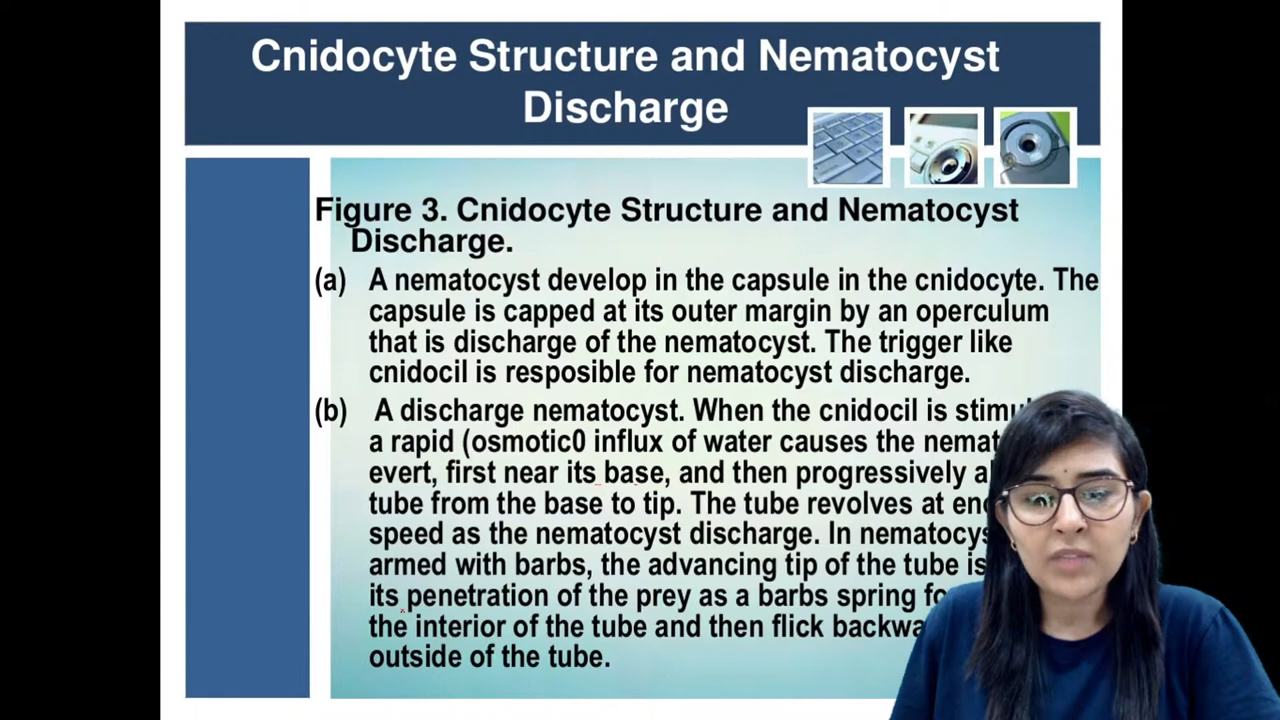 Cnidocyte Structure and Nematocyst
Discharge
Figure 3. Cnidocyte Structure and Nematocyst
Discharge.
(a) A nematocyst develop in the capsule in the cnidocyte. The
capsule is capped at its outer margin by an operculum
that is discharge of the nematocyst. The trigger like
cnidocil is resposible for nematocyst discharge.
(b) A discharge nematocyst. When the cnidocil is
a rapid (osmotic0 influx of water causes the
evert, first near its base, and then progressively
tube from the base to tip. The tube revolves at
speed as the nematocyst discharge. In
armed with barbs, the advancing tip of the tube is
its penetration of the prey as a barbs spring
the interior of the tube and then flick
outside of the tube.